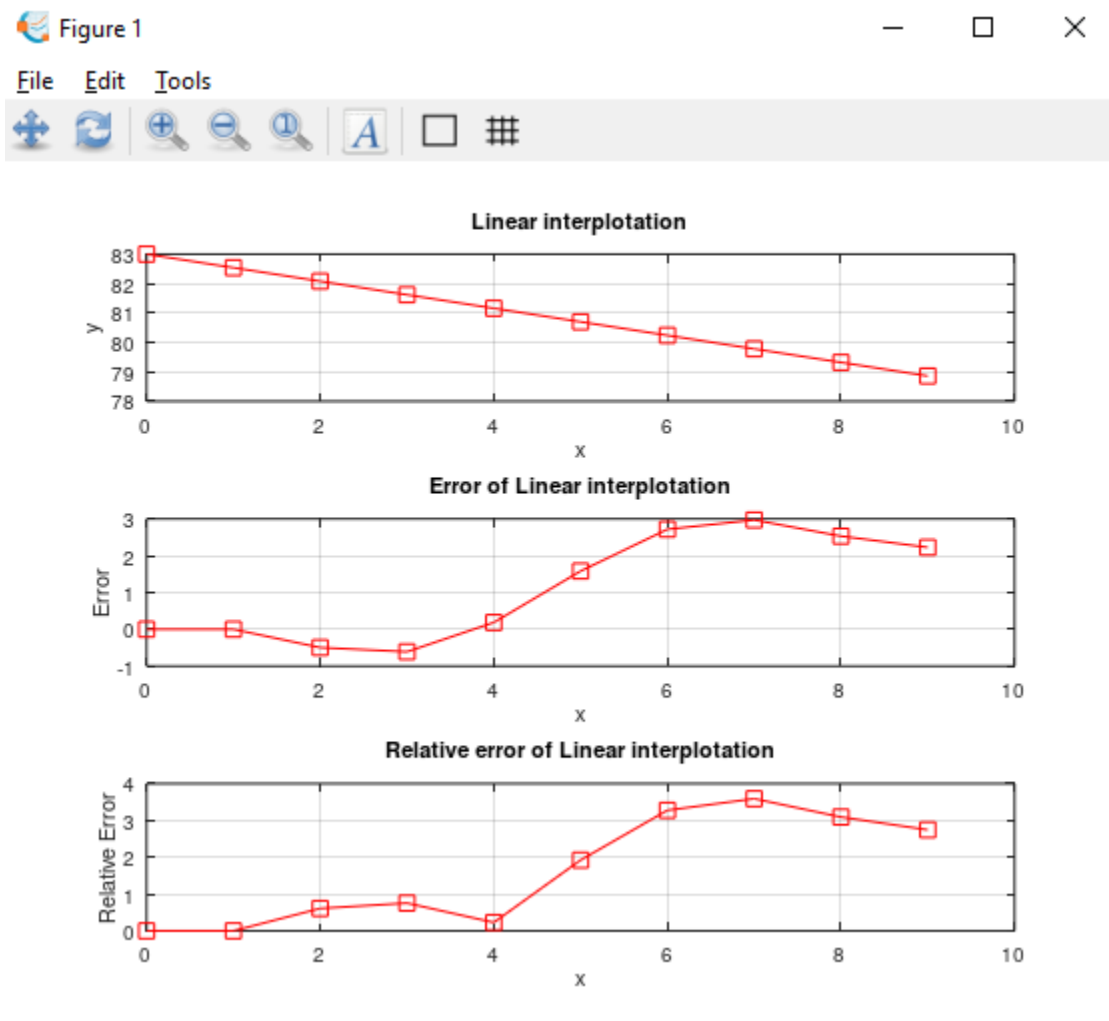 Figure 1
File Edit Tools
1 A
Linear interplotation
83
82
81
80
79
78
y
0 2 4 6 8 10
x
Error of Linear interplotation
3
2
1
0
-1
Error
0 2 4 6 8 10
x
Relative error of Linear interplotation
4
3
2
1
0
Relative Error
0 2 4 6 8 10
x